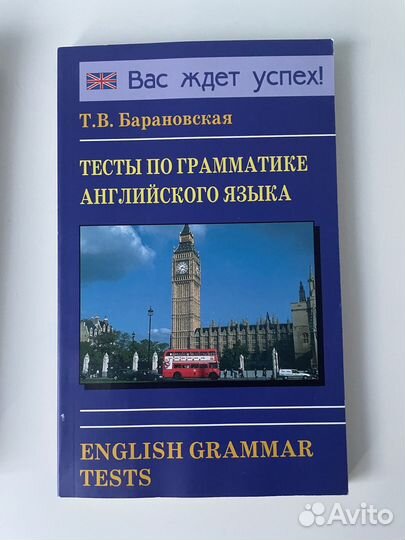 Вас ждет успех!
Т.В. Барановская
ТЕСТЫ ПО ГРАММАТИКЕ
АНГЛИЙСКОГО ЯЗЫКА
ENGLISH GRAMMAR
TESTS
Avito